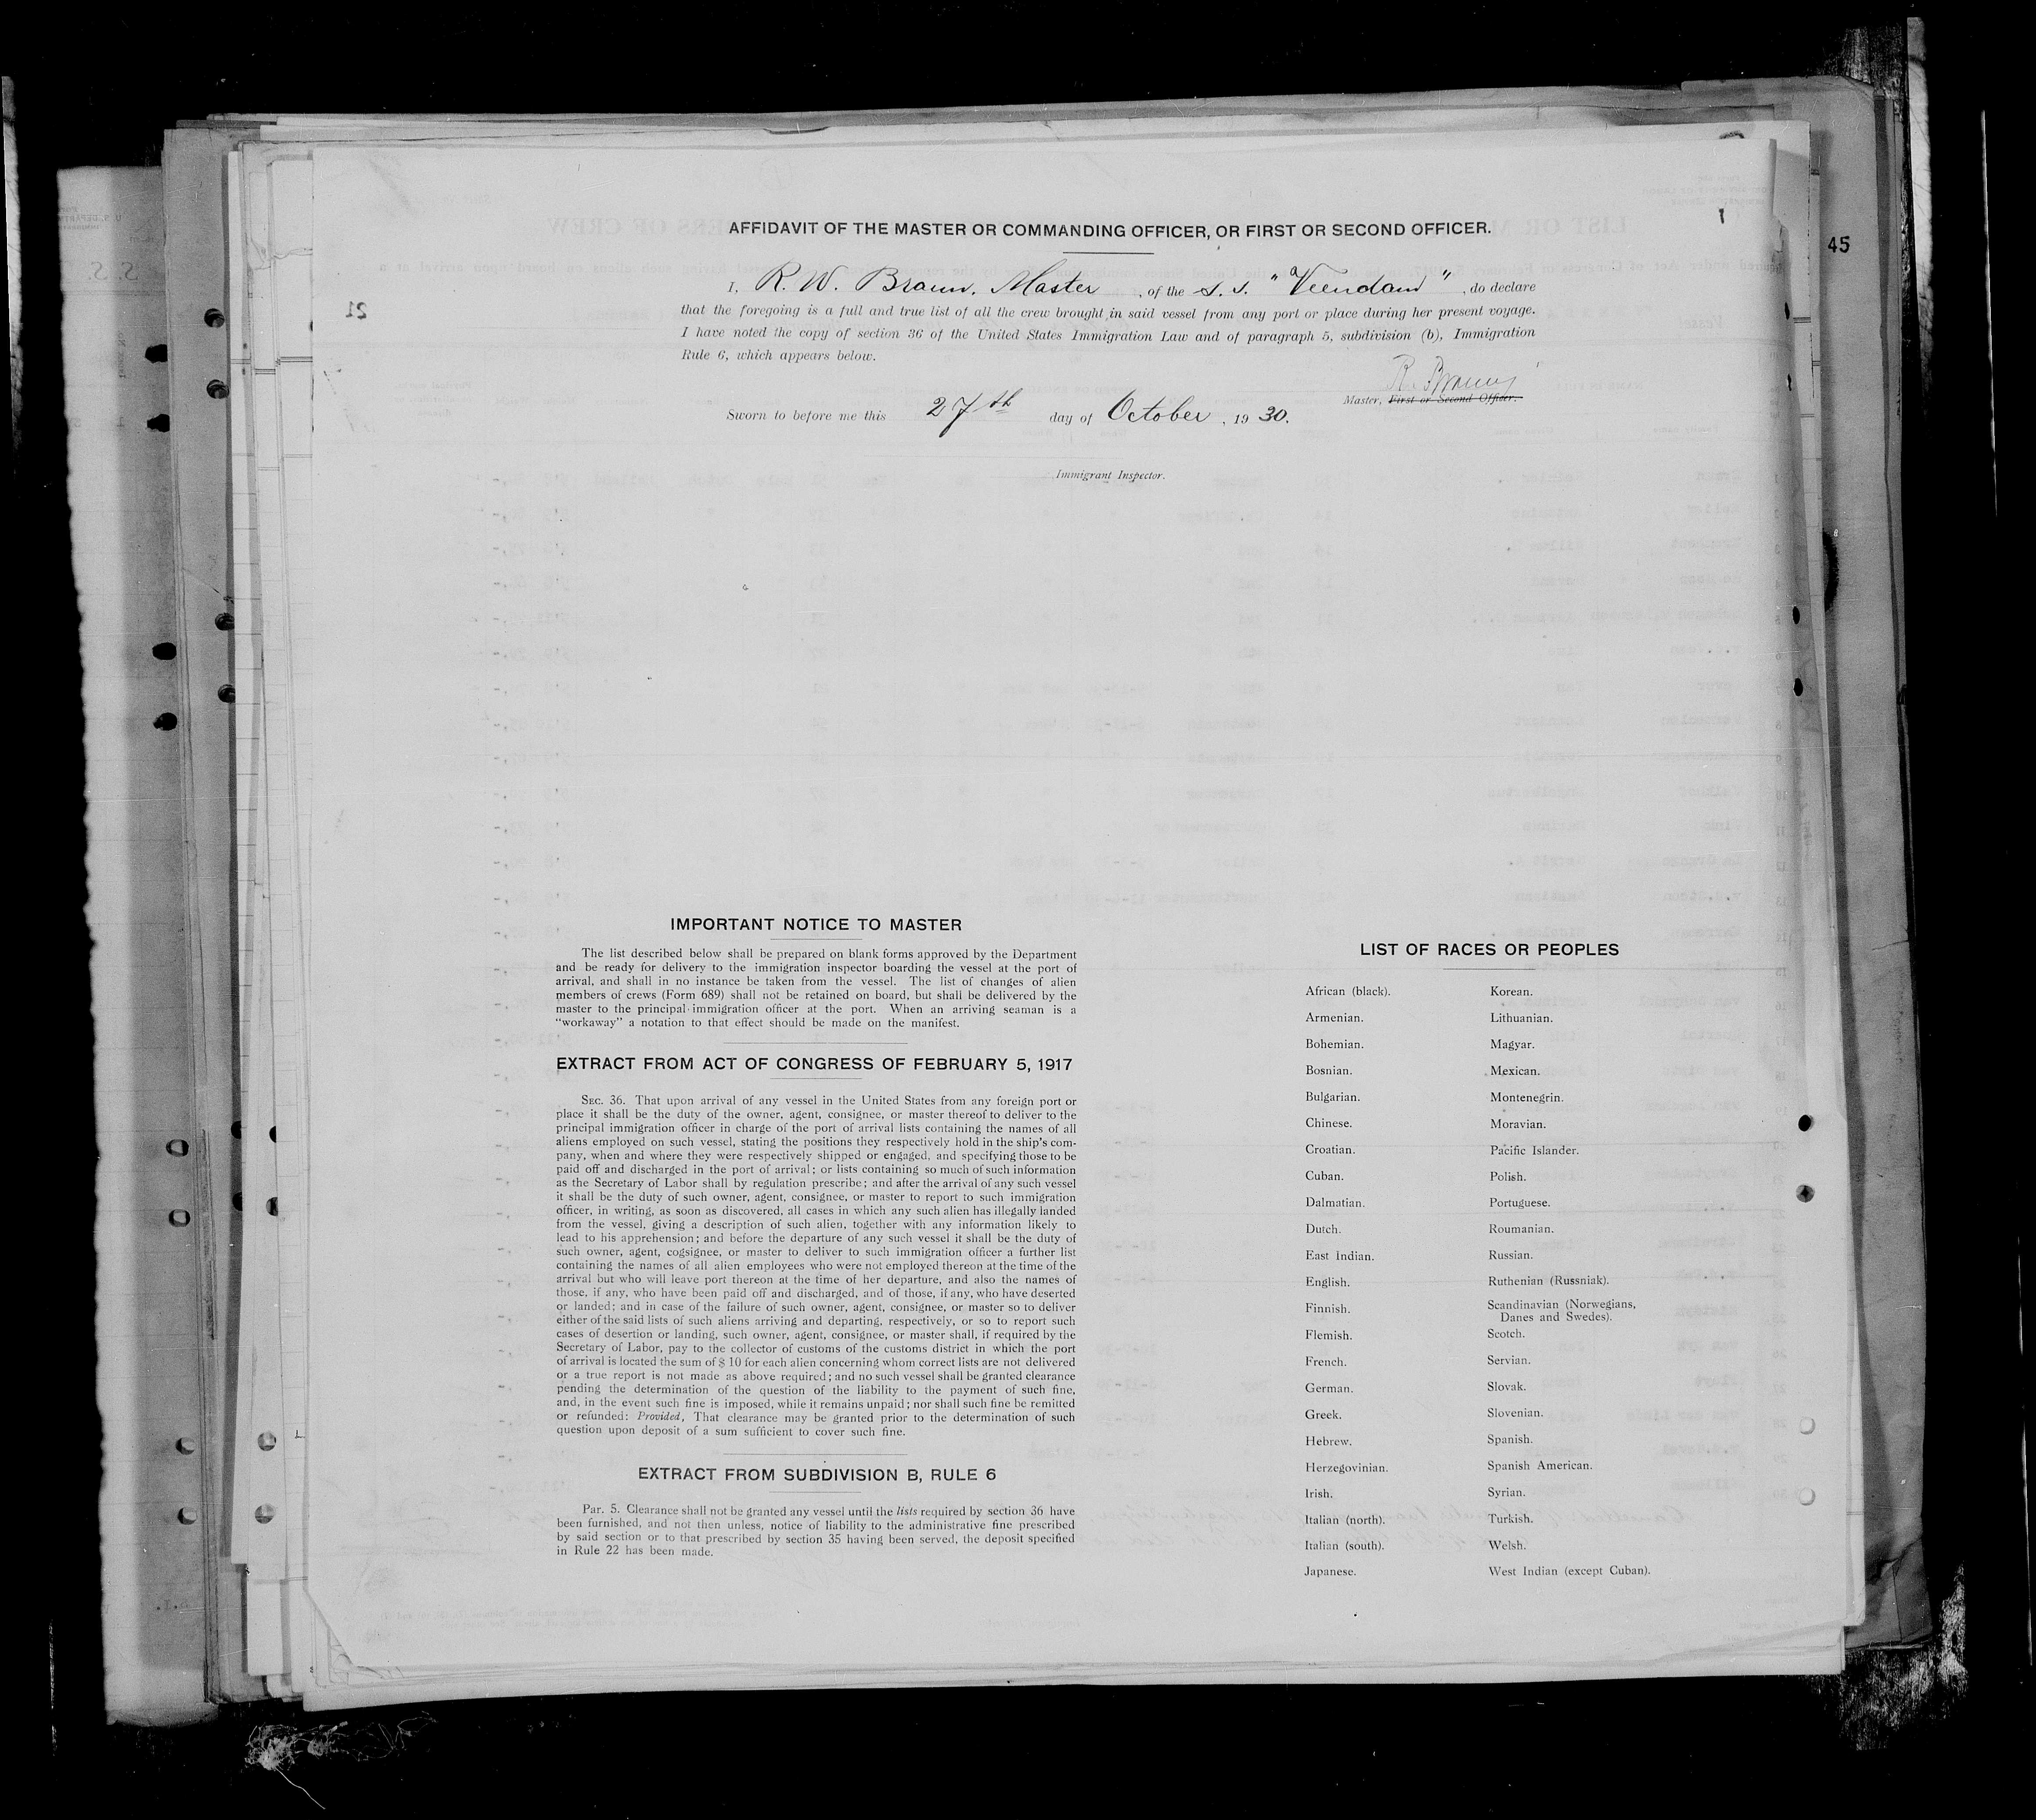 45
AFFIDAVIT OF THE MASTER OR COMMANDING OFFICER, OR FIRST OR SECOND OFFICER.
I, R. W. Braun, Master, of the S. S. "Veendam", do declare
that the foregoing is a full and true list of all the crew brought in said vessel from any port or place during her present voyage.
I have noted the copy of section 36 of the United States Immigration Law and of paragraph 5, subdivision (b), Immigration
Rule 6, which appears below.
Master, First or Second Officer.
Sworn to before me this 27th day of October, 1930.
Immigrant Inspector.
IMPORTANT NOTICE TO MASTER
The list described below shall be prepared on blank forms approved by the Department
and be ready for delivery to the immigration inspector boarding the vessel at the port of
arrival, and shall in no instance be taken from the vessel. The list of changes of alien
members of crews (Form 689) shall not be retained on board, but shall be delivered by the
master to the principal immigration officer at the port. When an arriving seaman is a
"workaway" a notation to that effect should be made on the manifest.
EXTRACT FROM ACT OF CONGRESS OF FEBRUARY 5, 1917
SEC. 36. That upon arrival of any vessel in the United States from any foreign port or
place it shall be the duty of the owner, agent, consignee, or master thereof to deliver to the
principal immigration officer in charge of the port of arrival lists containing the names of all
aliens employed on such vessel, stating the positions they respectively hold in the ship's com-
pany, when and where they were respectively shipped or engaged, and specifying those to be
paid off and discharged in the port of arrival; or lists containing so much of such information
as the Secretary of Labor shall by regulation prescribe; and after the arrival of any such vessel
it shall be the duty of such owner, agent, consignee, or master to report to such immigration
officer, in writing, as soon as discovered, all cases in which any such alien has illegally landed
from the vessel, giving a description of such alien, together with any information likely to
lead to his apprehension; and before the departure of any such vessel it shall be the duty of
such owner, agent, cogsignee, or master to deliver to such immigration officer a further list
containing the names of all alien employees who were not employed thereon at the time of the
arrival but who will leave port thereon at the time of her departure, and also the names of
those, if any, who have been paid off and discharged, and of those, if any, who have deserted
or landed; and in case of the failure of such owner, agent, consignee, or master so to deliver
either of the said lists of such aliens arriving and departing, respectively, or so to report such
cases of desertion or landing, such owner, agent, consignee, or master shall, if required by the
Secretary of Labor, pay to the collector of customs of the customs district in which the port
of arrival is located the sum of $ 10 for each alien concerning whom correct lists are not delivered
or a true report is not made as above required; and no such vessel shall be granted clearance
pending the determination of the question of the liability to the payment of such fine,
and, in the event such fine is imposed, while it remains unpaid; nor shall such fine be remitted
or refunded: Provided, That clearance may be granted prior to the determination of such
question upon deposit of a sum sufficient to cover such fine.
EXTRACT FROM SUBDIVISION B, RULE 6
Par. 5. Clearance shall not be granted any vessel until the lists required by section 36 have
been furnished, and not then unless, notice of liability to the administrative fine prescribed
by said section or to that prescribed by section 35 having been served, the deposit specified
in Rule 22 has been made.
LIST OF RACES OR PEOPLES
African (black).
Armenian.
Bohemian.
Bosnian.
Bulgarian.
Chinese.
Croatian.
Cuban.
Dalmatian.
Dutch.
East Indian.
English.
Finnish.
Flemish.
French.
German.
Greek.
Hebrew.
Herzegovinian.
Irish.
Italian (north).
Italian (south).
Japanese.
Korean.
Lithuanian.
Magyar.
Mexican.
Montenegrin.
Moravian.
Pacific Islander.
Polish.
Portuguese.
Roumanian.
Russian.
Ruthenian (Russniak).
Scandinavian (Norwegians,
Danes and Swedes).
Scotch.
Servian.
Slovak.
Slovenian.
Spanish.
Spanish American.
Syrian.
Turkish.
Welsh.
West Indian (except Cuban).